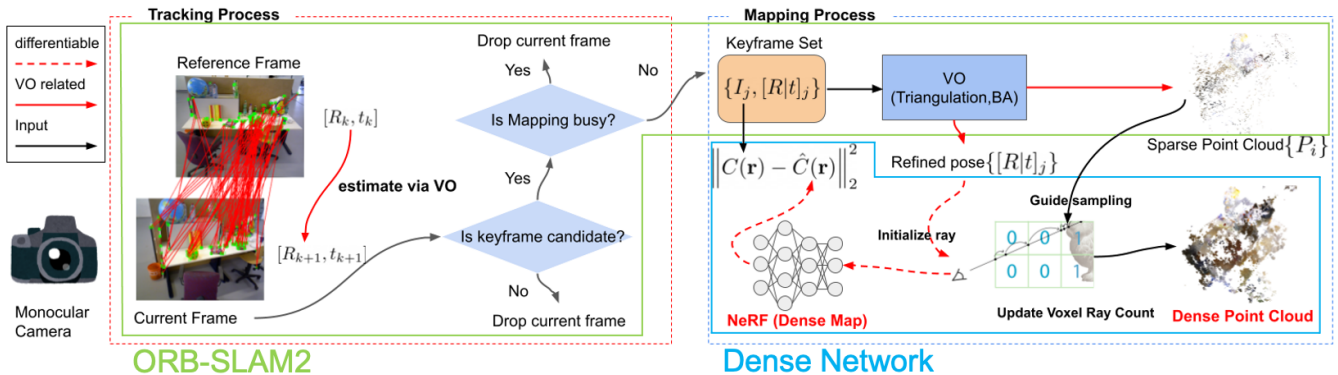 differentiable
VO related
Input
Monocular
Camera
Tracking Process
Reference Frame
[R_k, t_k]
estimate via VO
[R_{k+1}, t_{k+1}]
Current Frame
Drop current frame
Yes
No
Is Mapping busy?
Yes
Is keyframe candidate?
No
Drop current frame
ORB-SLAM2
Mapping Process
Keyframe Set
{I_j, [R|t]_j}
VO
(Triangulation,BA)
Sparse Point Cloud{P_i}
‖C(r) − Ĉ(r)‖₂²
Refined pose{[R|t]_j}
Guide sampling
Initialize ray
0 0 1
0 0 1
NeRF (Dense Map)
Update Voxel Ray Count
Dense Point Cloud
Dense Network